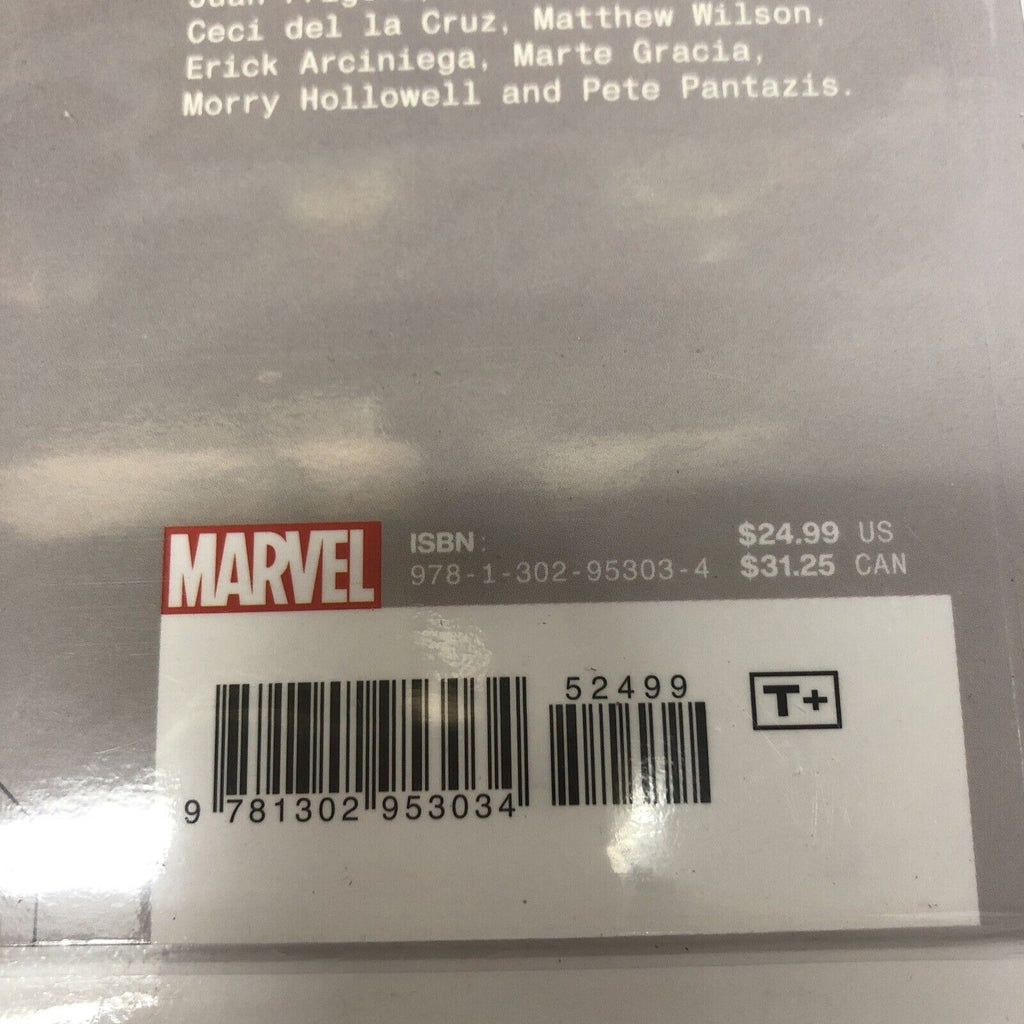 Ceci del la Cruz, Matthew Wilson,
Erick Arciniega, Marte Gracia,
Morry Hollowell and Pete Pantazis.
MARVEL
ISBN:
978-1-302-95303-4
$24.99 US
$31.25 CAN
52499
T+
9 781302 953034